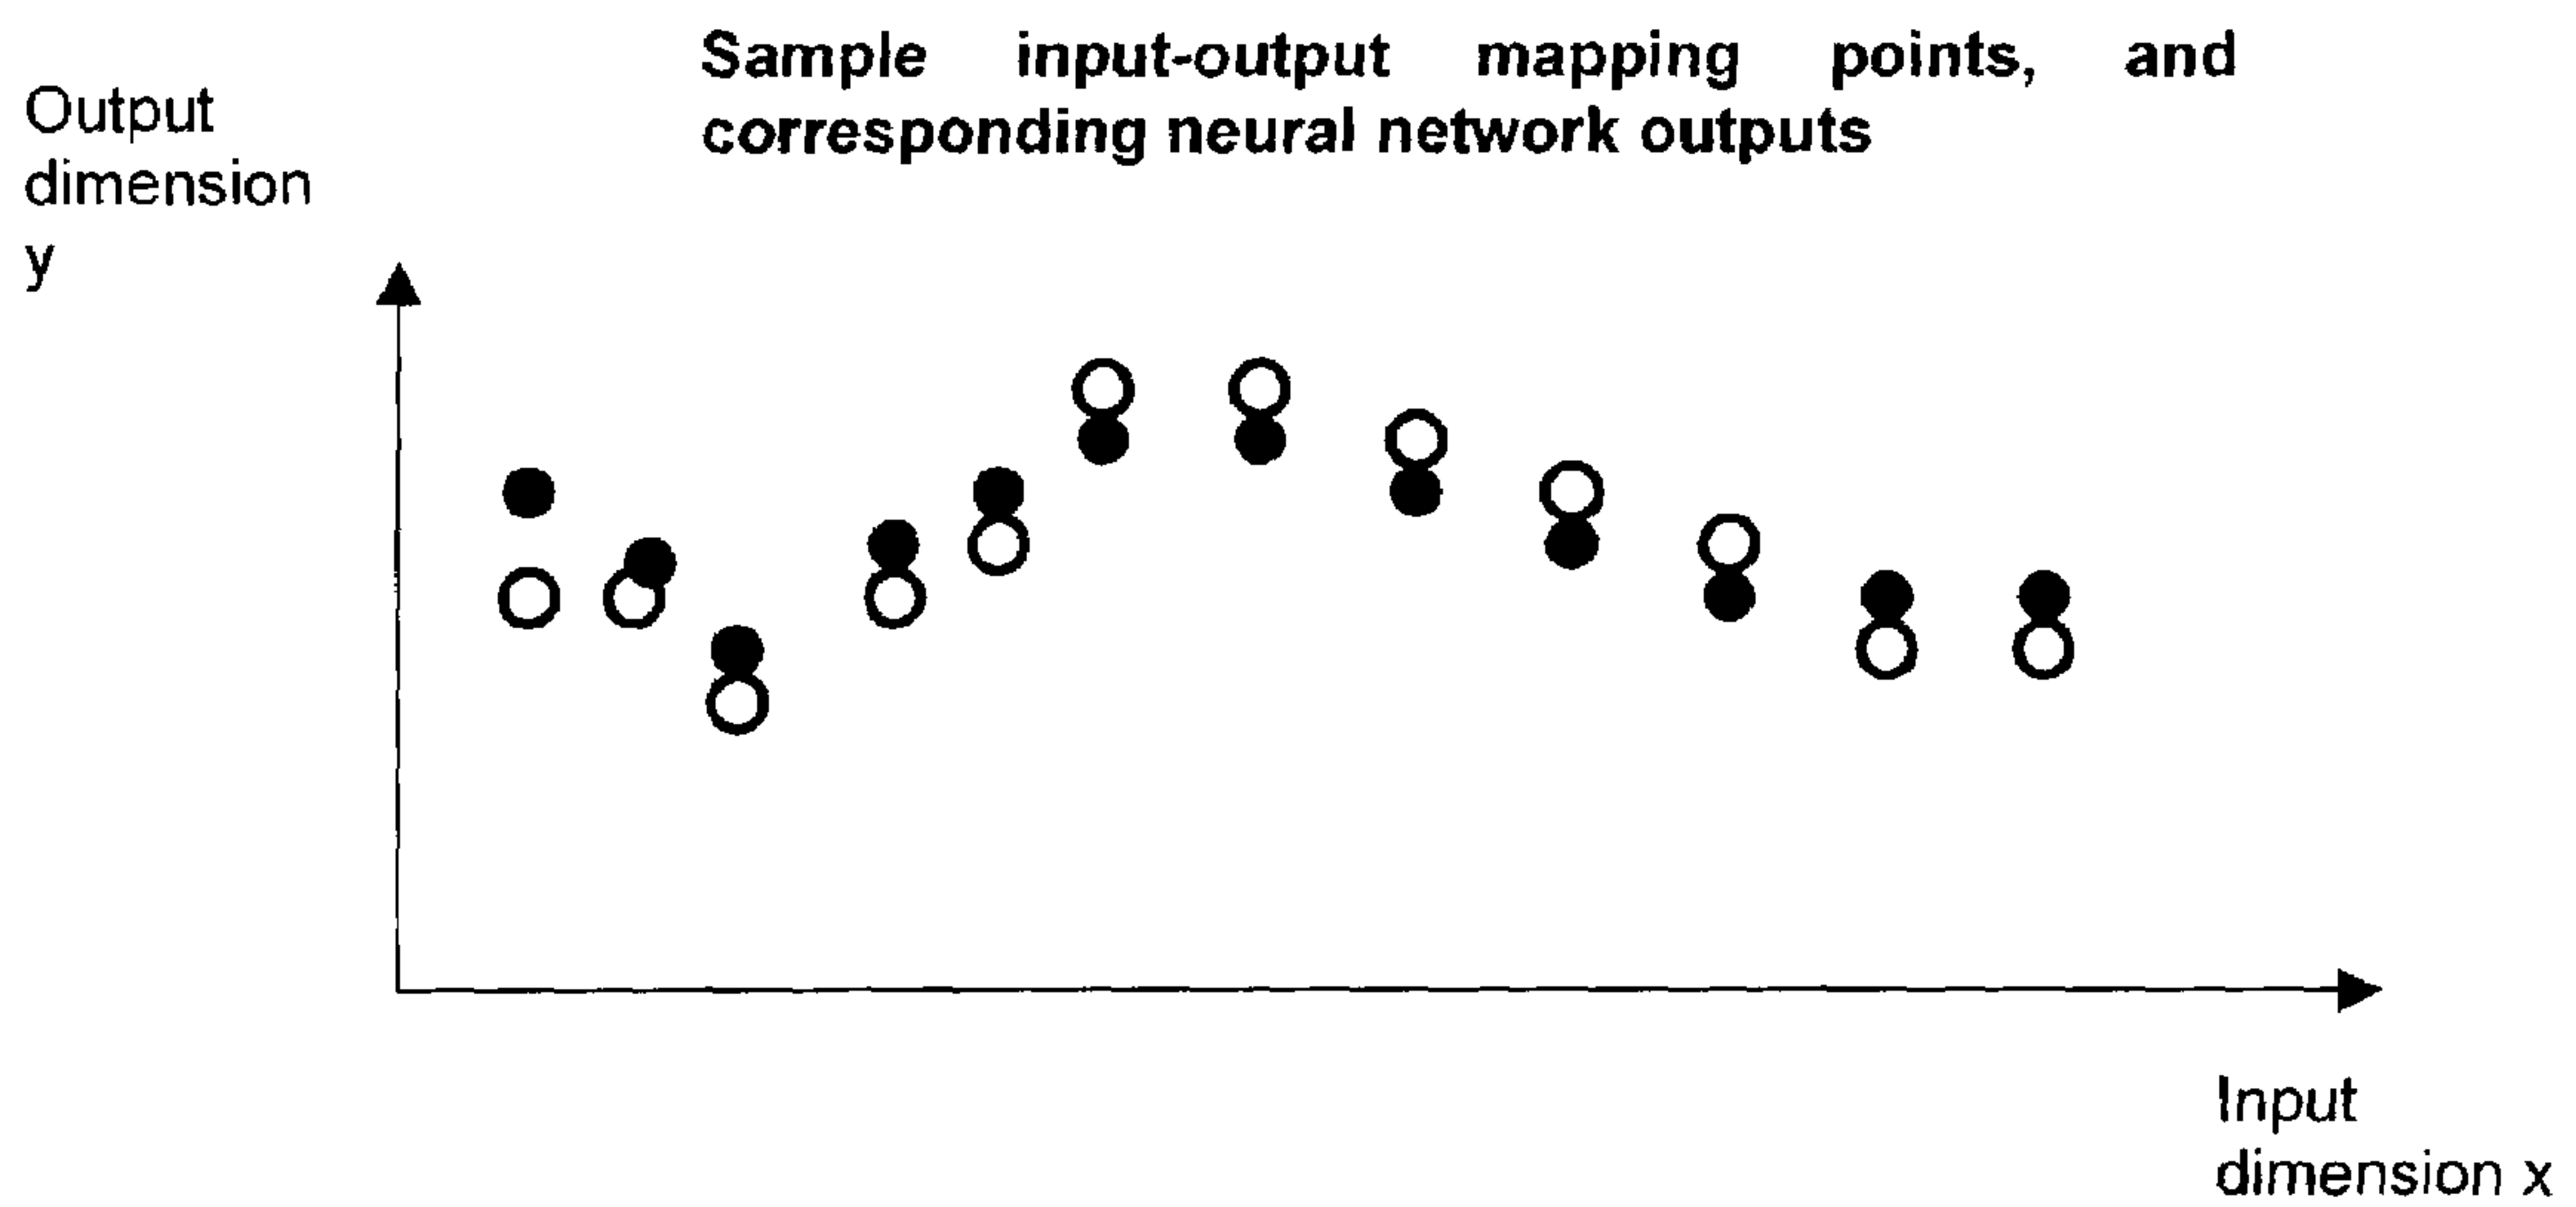 Sample input-output mapping points, and
corresponding neural network outputs
Output
dimension
y
Input
dimension x